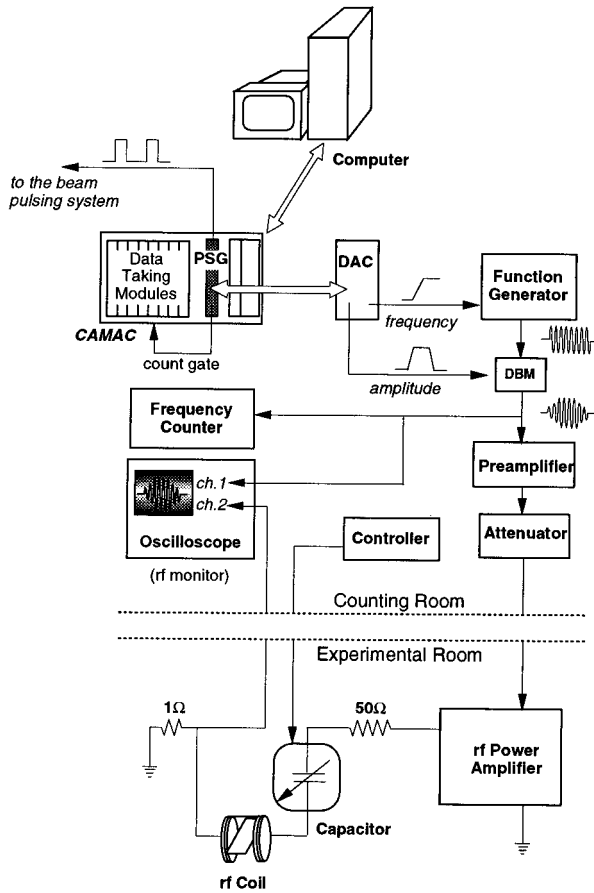 Computer
to the beam
pulsing system
Data
Taking
Modules
PSG
CAMAC
count gate
DAC
frequency
amplitude
Function
Generator
DBM
Frequency
Counter
Preamplifier
ch.1
ch.2
Oscilloscope
(rf monitor)
Controller
Attenuator
Counting Room
Experimental Room
1Ω
50Ω
rf Power
Amplifier
Capacitor
rf Coil